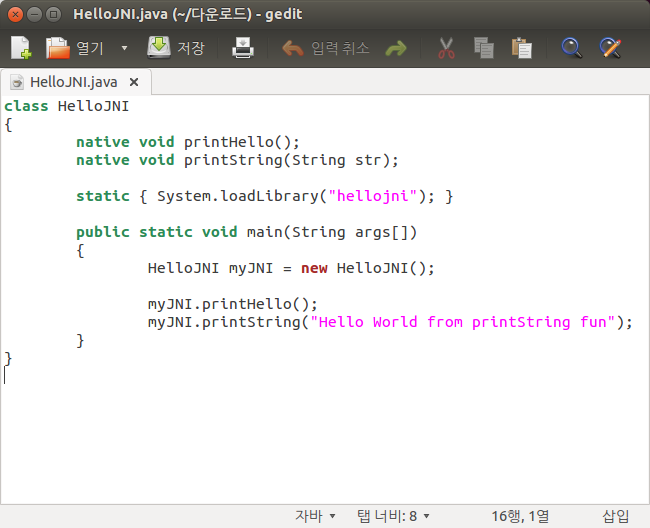 HelloJNI.java (~/다운로드) - gedit
열기 저장 입력 취소
HelloJNI.java ×
class HelloJNI
{
        native void printHello();
        native void printString(String str);

        static { System.loadLibrary("hellojni"); }

        public static void main(String args[])
        {
                HelloJNI myJNI = new HelloJNI();

                myJNI.printHello();
                myJNI.printString("Hello World from printString fun");
        }
}
자바 탭 너비: 8 16행, 1열 삽입